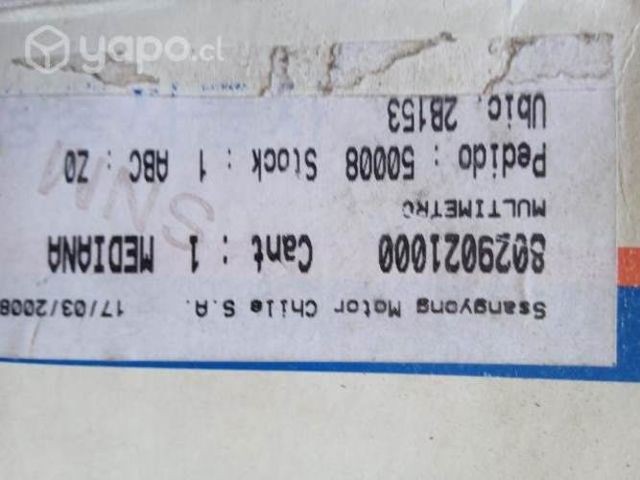 yapo.cl
Ssangyong Motor Chile S.A. 17/03/2008
8029021000 Cant : 1 MEDIANA
MULTIMETRO
Pedido : 50008 Stock : 1 ABC : Z0
Ubic. 2B153
SNM